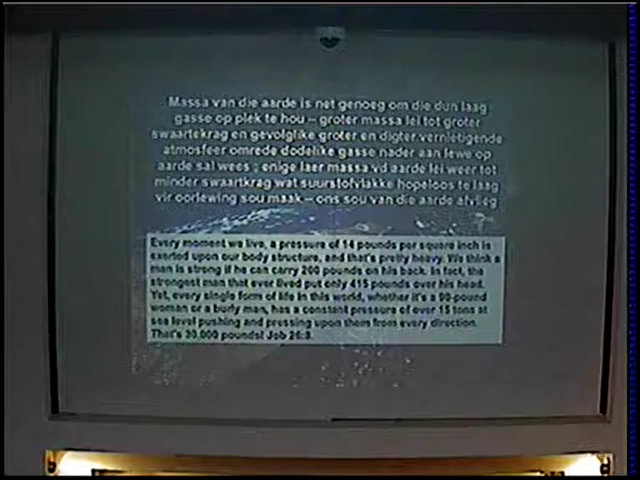 Massa van die aarde is net genoeg om die dun laag
gasse op plek te hou – groter massa lei tot groter
swaartekrag en gevolglike groter en digter vernietigende
atmosfeer omrede dodelike gasse nader aan lewe op
aarde sal wees ; enige laer massa vd aarde lei weer tot
minder swaartkrag wat suurstofvlakke hopeloos te laag
vir oorlewing sou maak – ons sou van die aarde afvlieg
Every moment we live, a pressure of 14 pounds per square inch is
exerted upon our body structure, and that's pretty heavy. We think a
man is strong if he can carry 200 pounds on his back. In fact, the
strongest man that ever lived put only 415 pounds over his head.
Yet, every single form of life in this world, whether it's a 90-pound
woman or a burly man, has a constant pressure of over 15 tons at
sea level pushing and pressing upon them from every direction.
That's 30,000 pounds! Job 26:8.